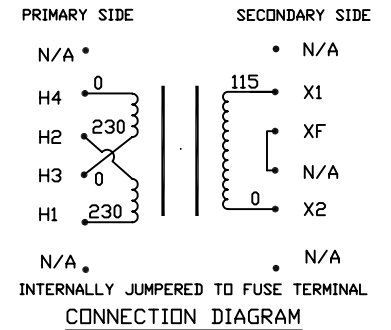 PRIMARY SIDE SECONDARY SIDE
N/A N/A
0 115
H4 X1
H2 230 XF
H3 0 N/A
H1 230 0 X2
N/A N/A
INTERNALLY JUMPERED TO FUSE TERMINAL
CONNECTION DIAGRAM